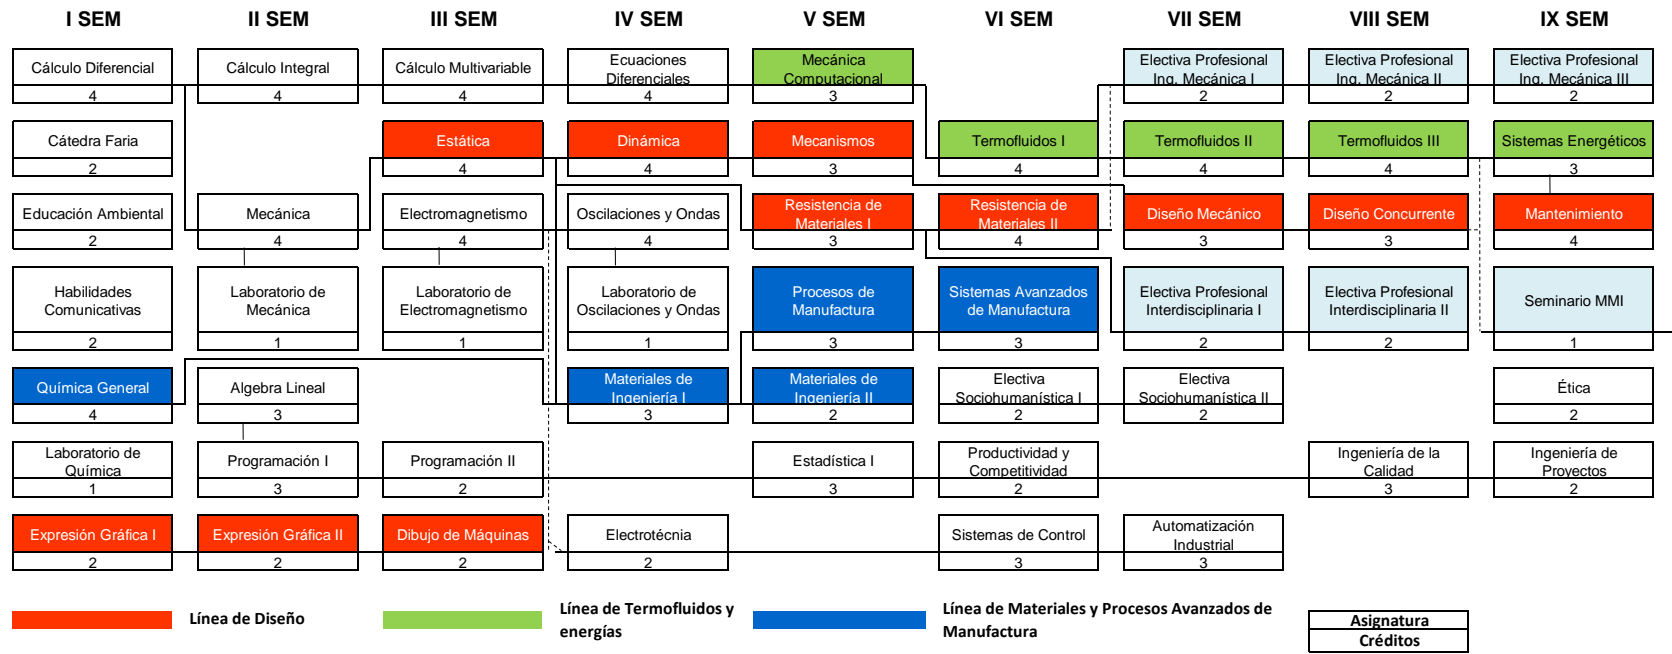 I SEM
II SEM
III SEM
IV SEM
V SEM
VI SEM
VII SEM
VIII SEM
IX SEM
Cálculo Diferencial
4
Cálculo Integral
4
Cálculo Multivariable
4
Ecuaciones
Diferenciales
4
Mecánica
Computacional
3
Electiva Profesional
Ing. Mecánica I
2
Electiva Profesional
Ing. Mecánica II
2
Electiva Profesional
Ing. Mecánica III
2
Cátedra Faria
2
Estática
4
Dinámica
4
Mecanismos
3
Termofluidos I
4
Termofluidos II
4
Termofluidos III
4
Sistemas Energéticos
3
Educación Ambiental
2
Mecánica
4
Electromagnetismo
4
Oscilaciones y Ondas
4
Resistencia de
Materiales I
3
Resistencia de
Materiales II
4
Diseño Mecánico
3
Diseño Concurrente
3
Mantenimiento
4
Habilidades
Comunicativas
2
Laboratorio de
Mecánica
1
Laboratorio de
Electromagnetismo
1
Laboratorio de
Oscilaciones y Ondas
1
Procesos de
Manufactura
3
Sistemas Avanzados
de Manufactura
3
Electiva Profesional
Interdisciplinaria I
2
Electiva Profesional
Interdisciplinaria II
2
Seminario MMI
1
Química General
4
Algebra Lineal
3
Materiales de
Ingeniería I
3
Materiales de
Ingeniería II
2
Electiva
Sociohumanística I
2
Electiva
Sociohumanística II
2
Ética
2
Laboratorio de
Química
1
Programación I
3
Programación II
2
Estadística I
3
Productividad y
Competitividad
2
Ingeniería de la
Calidad
3
Ingeniería de
Proyectos
2
Expresión Gráfica I
2
Expresión Gráfica II
2
Dibujo de Máquinas
2
Electrotécnia
2
Sistemas de Control
3
Automatización
Industrial
3
Línea de Diseño
Línea de Termofluidos y
energías
Línea de Materiales y Procesos Avanzados de
Manufactura
Asignatura
Créditos